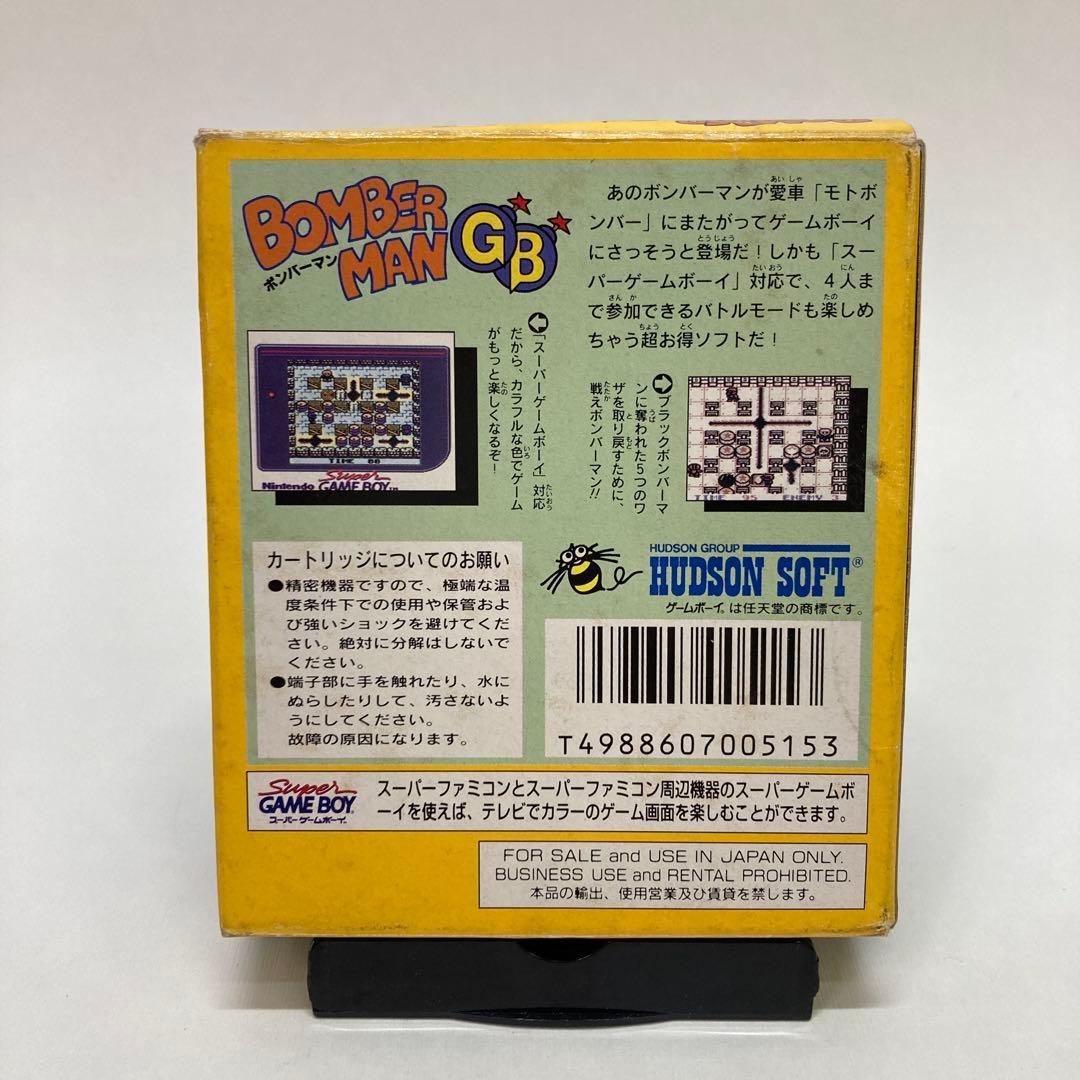 BOMBER
MAN
ボンバーマン
GB
あのボンバーマンが愛車「モトボ
ンバー」にまたがってゲームボーイ
にさっそうと登場だ!しかも「スー
パーゲームボーイ」対応で、4人ま
で参加できるバトルモードも楽しめ
ちゃう超お得ソフトだ!
「スーパーゲームボーイ」対応
だから、カラフルな色でゲーム
がもっと楽しくなるぞ!
TIME 80
Super
Nintendo GAME BOY™
ブラックボンバーマ
ンに奪われた5つのワ
ザを取り戻すために、
戦えボンバーマン!!
TIME 95 ENEMY 3
カートリッジについてのお願い
●精密機器ですので、極端な温
度条件下での使用や保管およ
び強いショックを避けてくだ
さい。絶対に分解はしないで
ください。
●端子部に手を触れたり、水に
ぬらしたりして、汚さないよ
うにしてください。
故障の原因になります。
HUDSON GROUP
HUDSON SOFT®
ゲームボーイ は任天堂の商標です。
T4988607005153
Super
GAME BOY
スーパーゲームボーイ
スーパーファミコンとスーパーファミコン周辺機器のスーパーゲームボ
ーイを使えば、テレビでカラーのゲーム画面を楽しむことができます。
FOR SALE and USE IN JAPAN ONLY.
BUSINESS USE and RENTAL PROHIBITED.
本品の輸出、使用営業及び賃貸を禁じます。